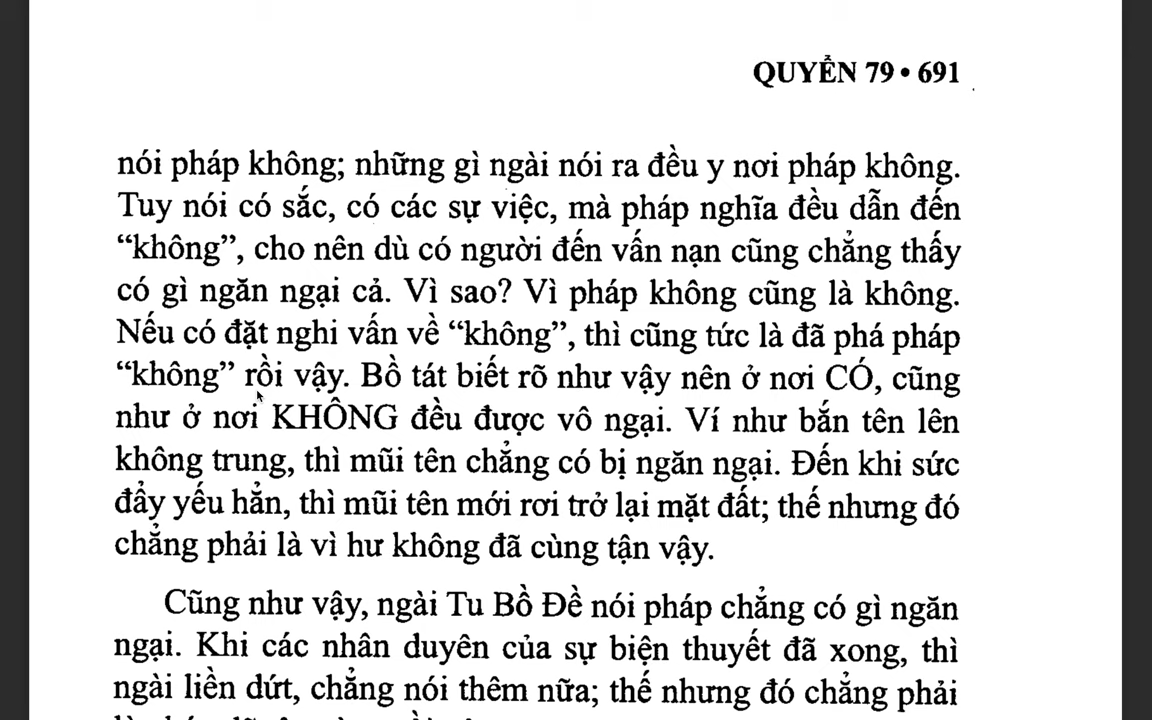 QUYỂN 79 • 691
nói pháp không; những gì ngài nói ra đều y nơi pháp không.
Tuy nói có sắc, có các sự việc, mà pháp nghĩa đều dẫn đến
“không”, cho nên dù có người đến vấn nạn cũng chẳng thấy
có gì ngăn ngại cả. Vì sao? Vì pháp không cũng là không.
Nếu có đặt nghi vấn về “không”, thì cũng tức là đã phá pháp
“không” rồi vậy. Bồ tát biết rõ như vậy nên ở nơi CÓ, cũng
như ở nơi KHÔNG đều được vô ngại. Ví như bắn tên lên
không trung, thì mũi tên chẳng có bị ngăn ngại. Đến khi sức
đẩy yếu hẳn, thì mũi tên mới rơi trở lại mặt đất; thế nhưng đó
chẳng phải là vì hư không đã cùng tận vậy.
Cũng như vậy, ngài Tu Bồ Đề nói pháp chẳng có gì ngăn
ngại. Khi các nhân duyên của sự biện thuyết đã xong, thì
ngài liền dứt, chẳng nói thêm nữa; thế nhưng đó chẳng phải